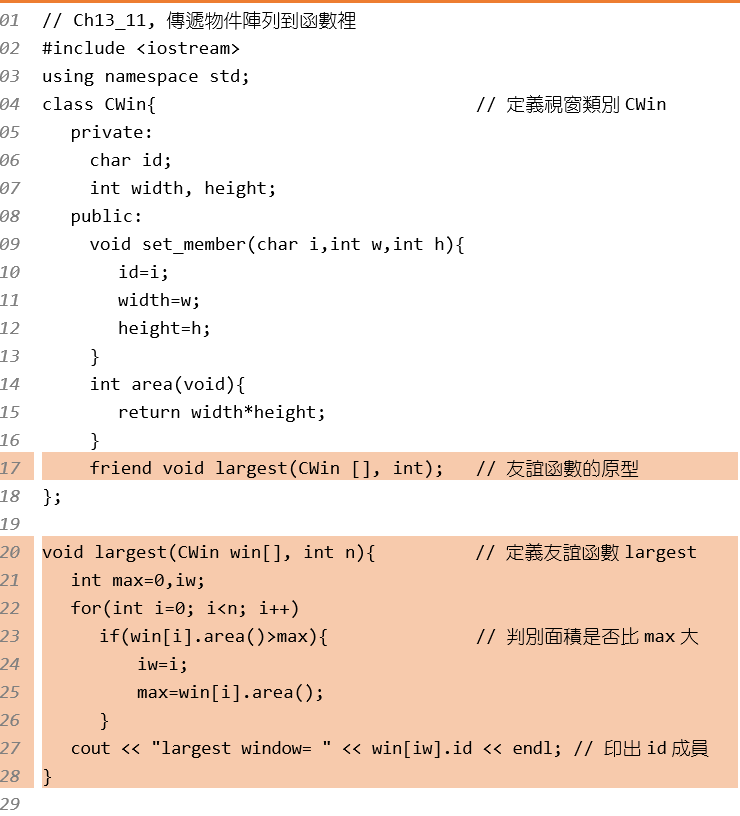 01 // Ch13_11, 傳遞物件陣列到函數裡
02 #include <iostream>
03 using namespace std;
04 class CWin{ // 定義視窗類別 CWin
05 private:
06 char id;
07 int width, height;
08 public:
09 void set_member(char i,int w,int h){
10 id=i;
11 width=w;
12 height=h;
13 }
14 int area(void){
15 return width*height;
16 }
17 friend void largest(CWin [], int); // 友誼函數的原型
18 };
19
20 void largest(CWin win[], int n){ // 定義友誼函數 largest
21 int max=0,iw;
22 for(int i=0; i<n; i++)
23 if(win[i].area()>max){ // 判別面積是否比 max 大
24 iw=i;
25 max=win[i].area();
26 }
27 cout << "largest window= " << win[iw].id << endl; // 印出 id 成員
28 }
29